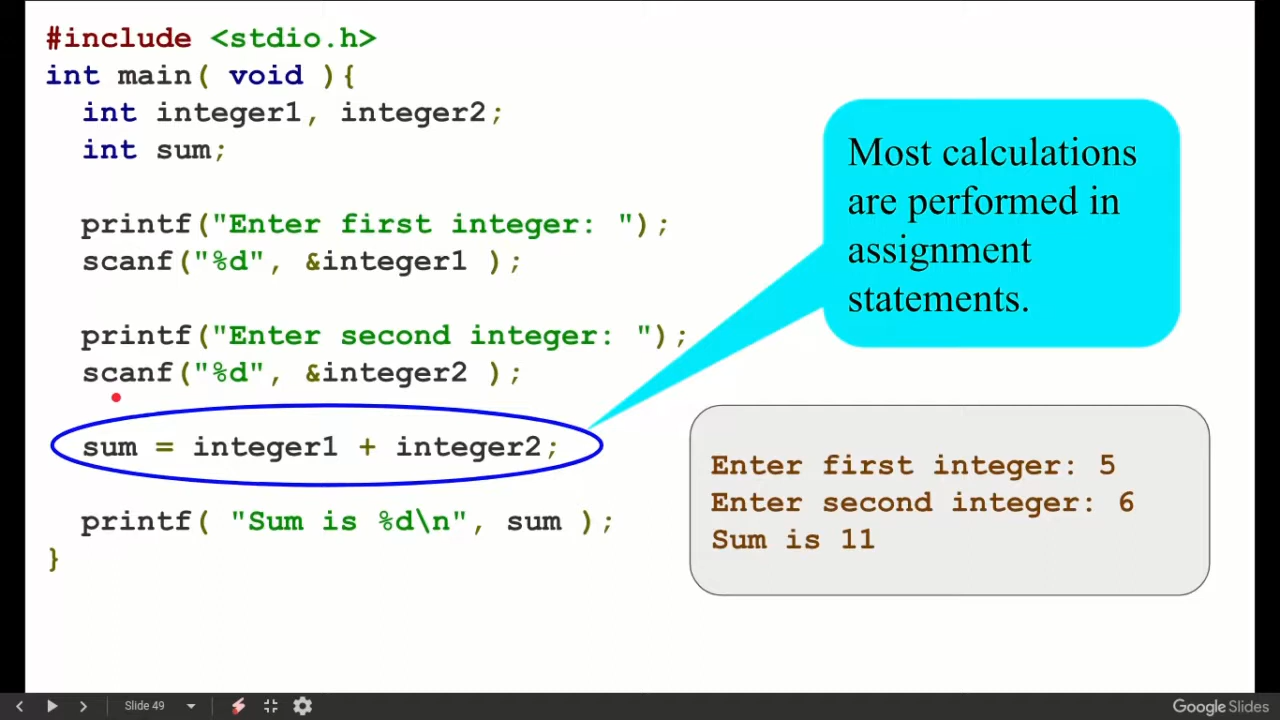 #include <stdio.h>
int main( void ){
  int integer1, integer2;
  int sum;
  printf("Enter first integer: ");
  scanf("%d", &integer1 );
  printf("Enter second integer: ");
  scanf("%d", &integer2 );
  sum = integer1 + integer2;
  printf( "Sum is %d\n", sum );
}
Most calculations
are performed in
assignment
statements.
Enter first integer: 5
Enter second integer: 6
Sum is 11
Slide 49
Google Slides